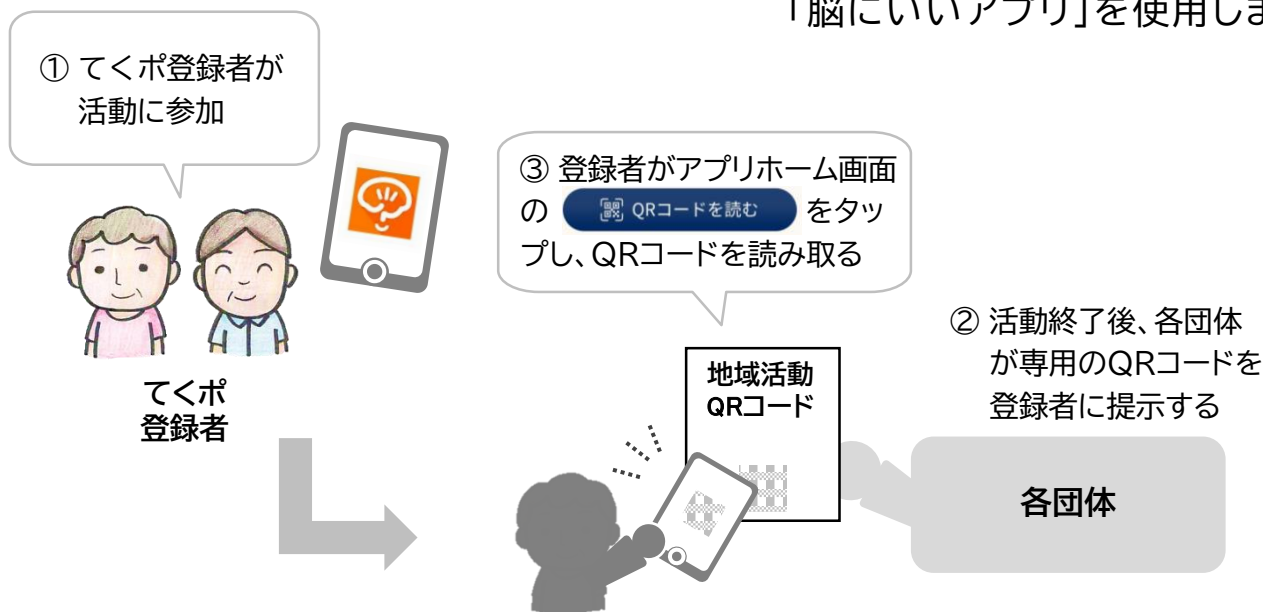 「脳にいいアプリ」を使用しま
① てくポ登録者が
活動に参加
③ 登録者がアプリホーム画面
の QRコードを読む をタッ
プし、QRコードを読み取る
② 活動終了後、各団体
が専用のQRコードを
登録者に提示する
てくポ
登録者
地域活動
QRコード
各団体